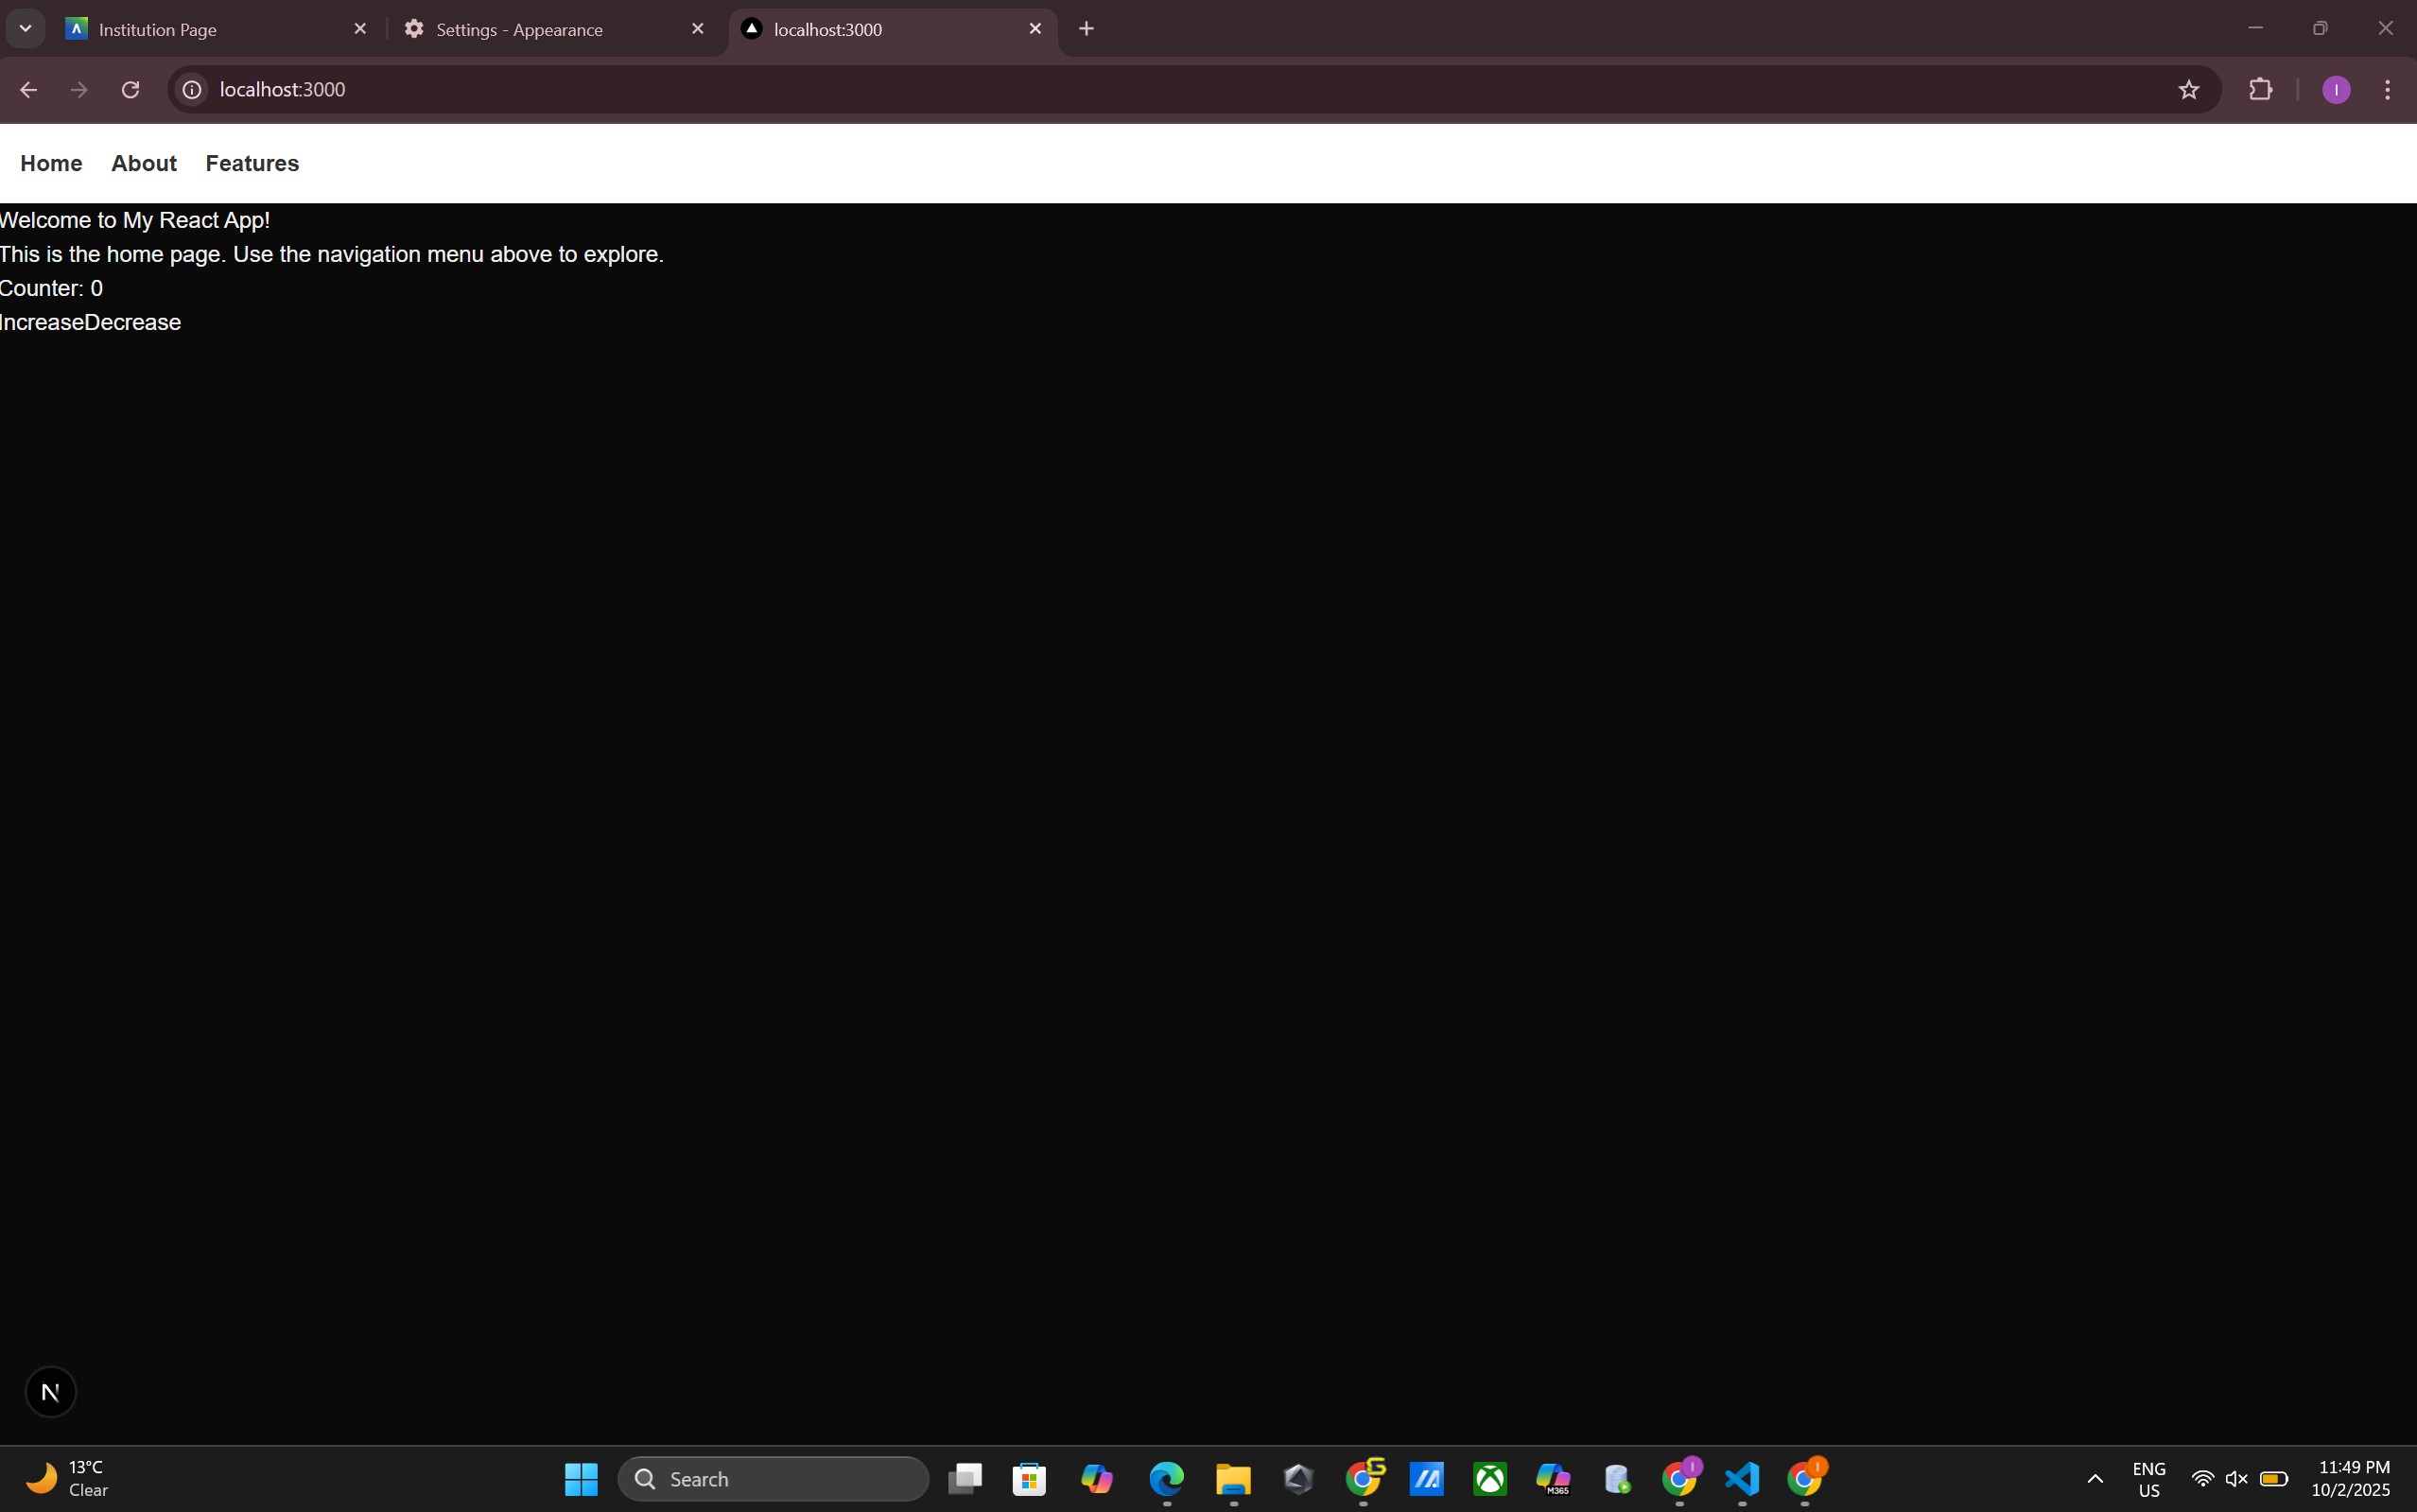 Institution Page
Settings - Appearance
localhost:3000
localhost:3000
I
Home About Features
Welcome to My React App!
This is the home page. Use the navigation menu above to explore.
Counter: 0
IncreaseDecrease
N
13°C
Clear
Search
M365
I
I
ENG
US
11:49 PM
10/2/2025